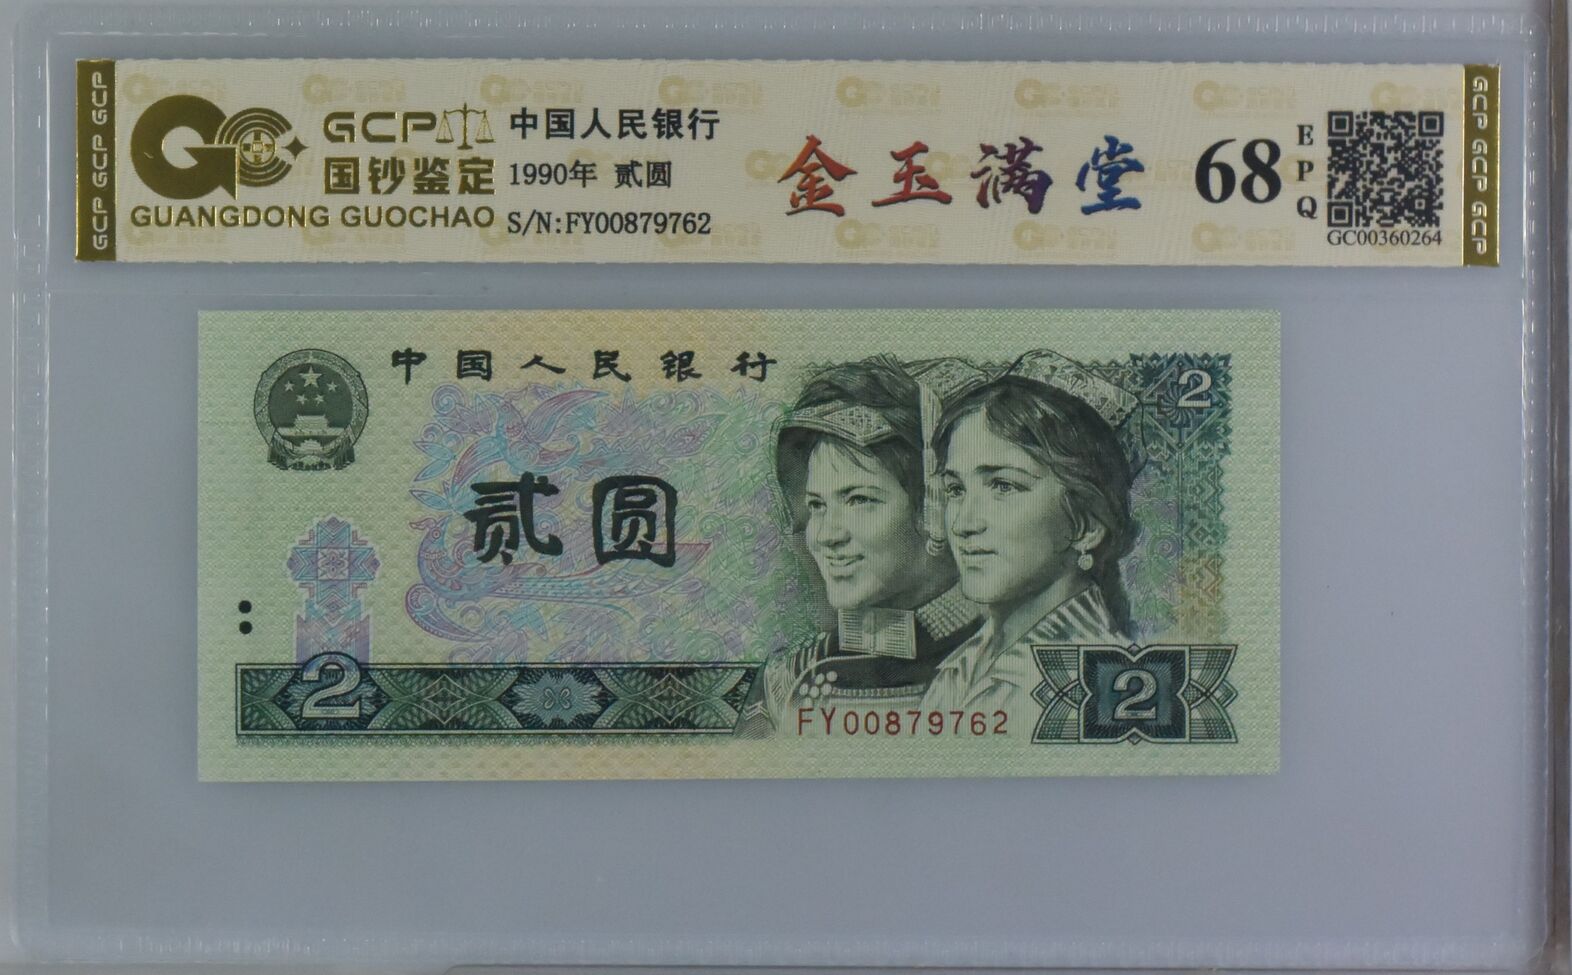 GCP GCP GCP
GCP
国钞鉴定
GUANGDONG GUOCHAO
中国人民银行
1990年 贰圆
S/N:FY00879762
金玉满堂
68
EPQ
GC00360264
GCP GCP GCP
中国人民银行
2
贰圆
2
FY00879762
2